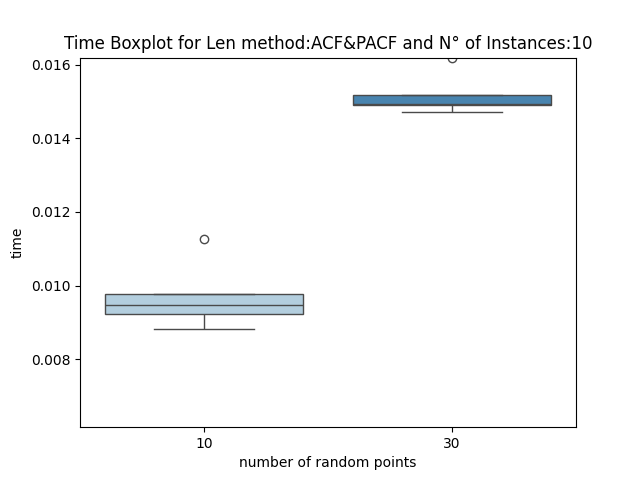 Time Boxplot for Len method:ACF&PACF and N° of Instances:10
0.016
0.014
0.012
0.010
0.008
time
10 30
number of random points